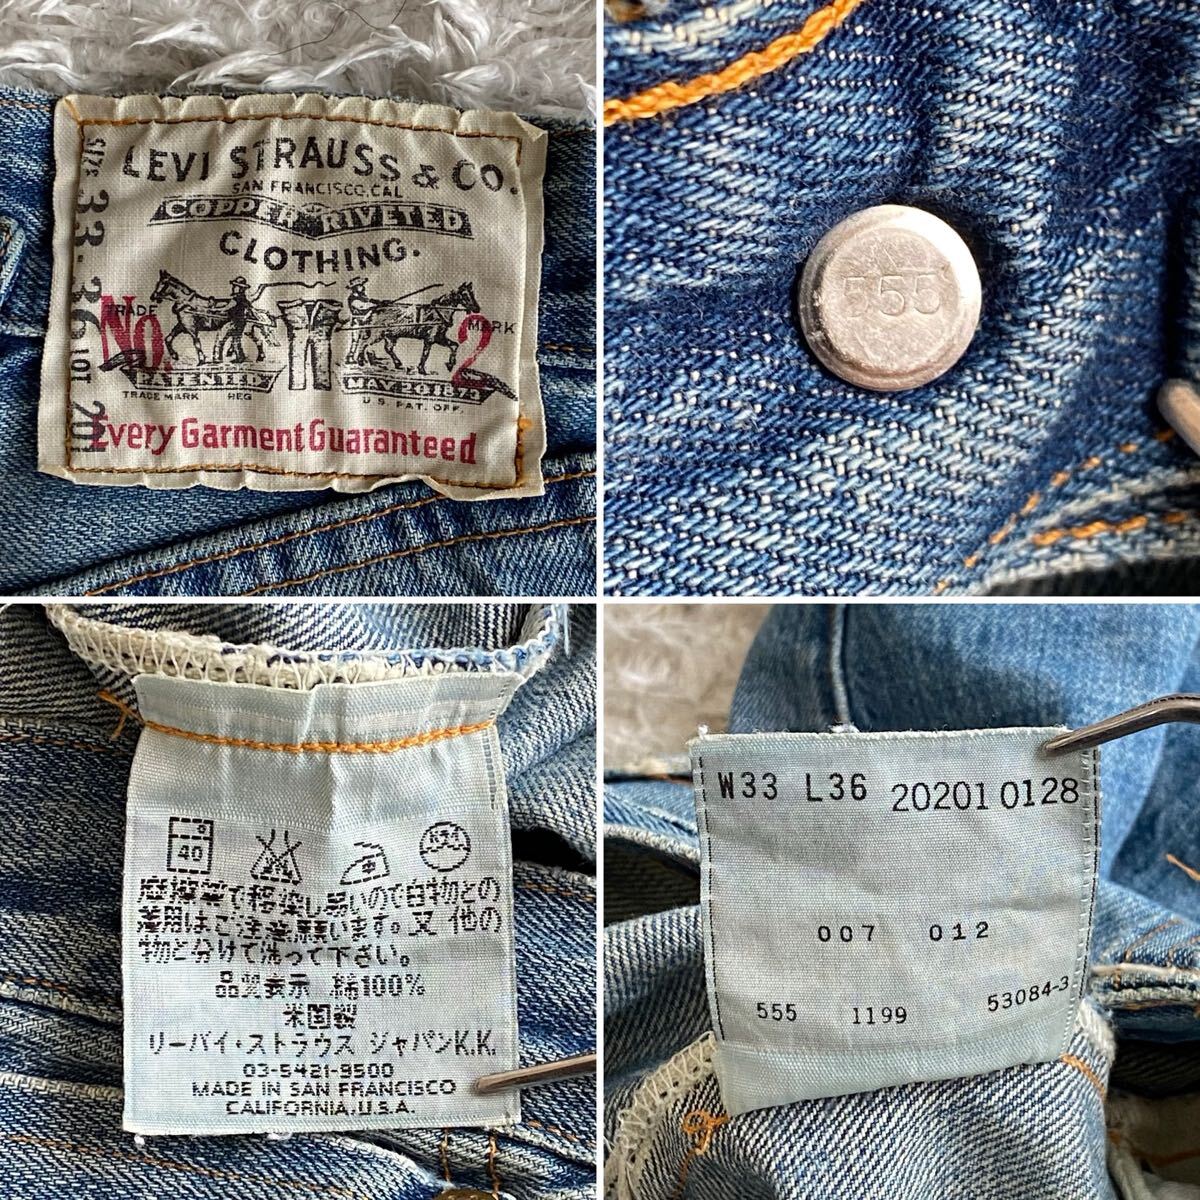 LEVI STRAUSS & CO.
SAN FRANCISCO, CAL
COPPER RIVETED
CLOTHING.
TRADE MARK
No. 2
PATENTED MAY 20 1873
TRADE MARK REG U.S. PAT. OFF.
Every Garment Guaranteed
SIZE 33 36 LOT 201
555
40
摩擦等で移染し易いので白物との
着用はご注意願います。又 他の
物と分けて洗って下さい。
品質表示 綿100%
米国製
リーバイ・ストラウス ジャパンK.K.
03-5421-9500
MADE IN SAN FRANCISCO
CALIFORNIA.U.S.A.
W33 L36 20201 0128
007 012
555 1199 53084-3